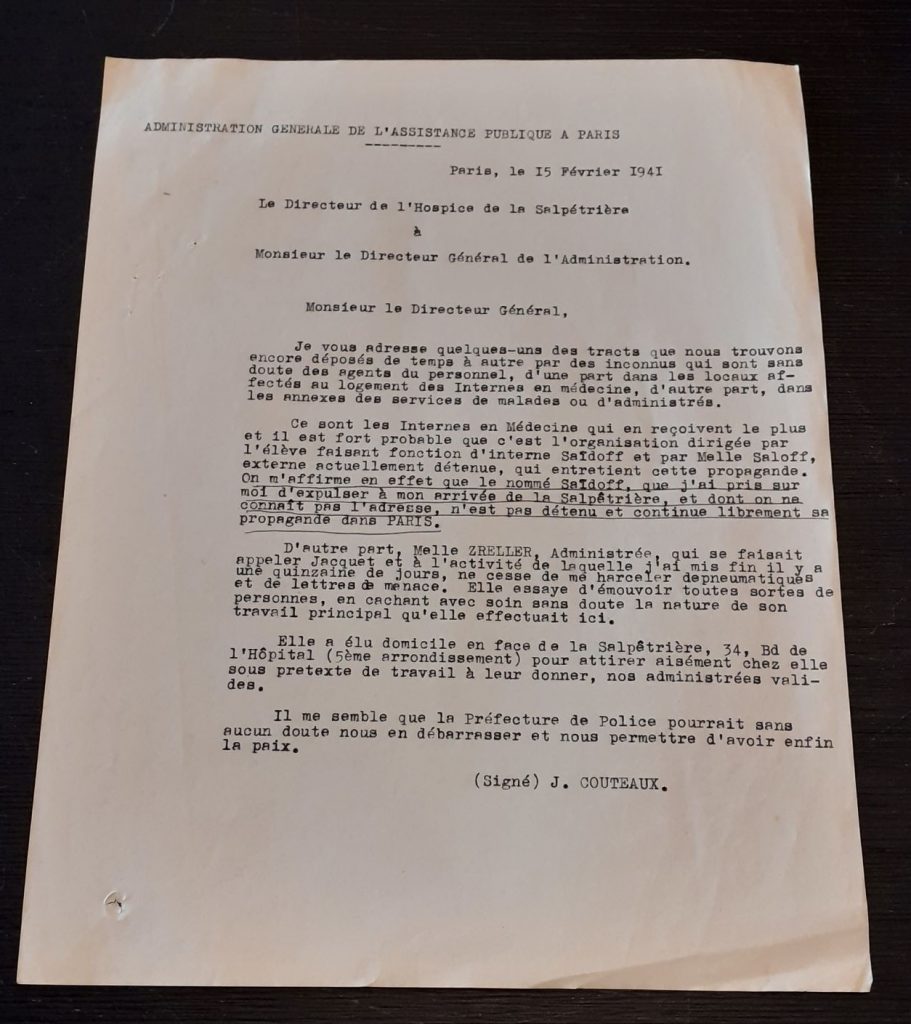 ADMINISTRATION GENERALE DE L'ASSISTANCE PUBLIQUE A PARIS
---------
Paris, le 15 Février 1941
Le Directeur de l'Hospice de la Salpétrière
à
Monsieur le Directeur Général de l'Administration.
Monsieur le Directeur Général,
Je vous adresse quelques-uns des tracts que nous trouvons
encore déposés de temps à autre par des inconnus qui sont sans
doute des agents du personnel, d'une part dans les locaux af-
fectés au logement des Internes en médecine, d'autre part, dans
les annexes des services de malades ou d'administrés.
Ce sont les Internes en Médecine qui en reçoivent le plus
et il est fort probable que c'est l'organisation dirigée par
l'élève faisant fonction d'interne Saïdoff et par Melle Saloff,
externe actuellement détenue, qui entretient cette propagande.
On m'affirme en effet que le nommé Saïdoff, que j'ai pris sur
moi d'expulser à mon arrivée de la Salpêtrière, et dont on ne
connaît pas l'adresse, n'est pas détenu et continue librement sa
propagande dans PARIS.
D'autre part, Melle ZRELLER, Administrée, qui se faisait
appeler Jacquet et à l'activité de laquelle j'ai mis fin il y a
une quinzaine de jours, ne cesse de me harceler depneumatiques
et de lettres de menace. Elle essaye d'émouvoir toutes sortes de
personnes, en cachant avec soin sans doute la nature de son
travail principal qu'elle effectuait ici.
Elle a élu domicile en face de la Salpêtrière, 34, Bd de
l'Hôpital (5ème arrondissement) pour attirer aisément chez elle
sous pretexte de travail à leur donner, nos administrées vali-
des.
Il me semble que la Préfecture de Police pourrait sans
aucun doute nous en débarrasser et nous permettre d'avoir enfin
la paix.
(Signé) J. COUTEAUX.